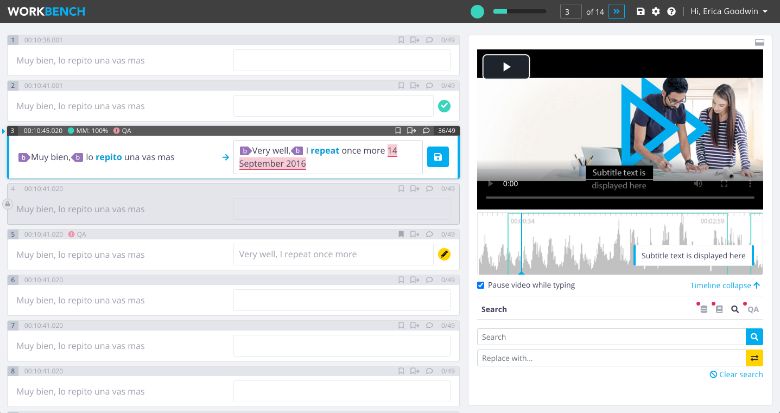 WORKBENCH
3 of 14
Hi, Erica Goodwin
1 00:10:38.001 0/49
Muy bien, lo repito una vas mas
2 00:10:41.001 0/49
Muy bien, lo repito una vas mas
3 00:10:45.020 MM: 100% QA 36/49
b Muy bien, b lo repito una vas mas
b Very well, b I repeat once more 14
September 2016
4 00:10:41.020 0/49
Muy bien, lo repito una vas mas
5 00:10:41.020 QA 0/49
Muy bien, lo repito una vas mas
Very well, I repeat once more
6 00:10:41.020 0/49
Muy bien, lo repito una vas mas
7 00:10:41.020 0/49
Muy bien, lo repito una vas mas
8 00:10:41.020 0/49
Muy bien, lo repito una vas mas
Subtitle text is
displayed here
0:00
00:00:54
00:02:59
Subtitle text is displayed here
Pause video while typing
Timeline collapse
Search
QA
Search
Replace with...
Clear search